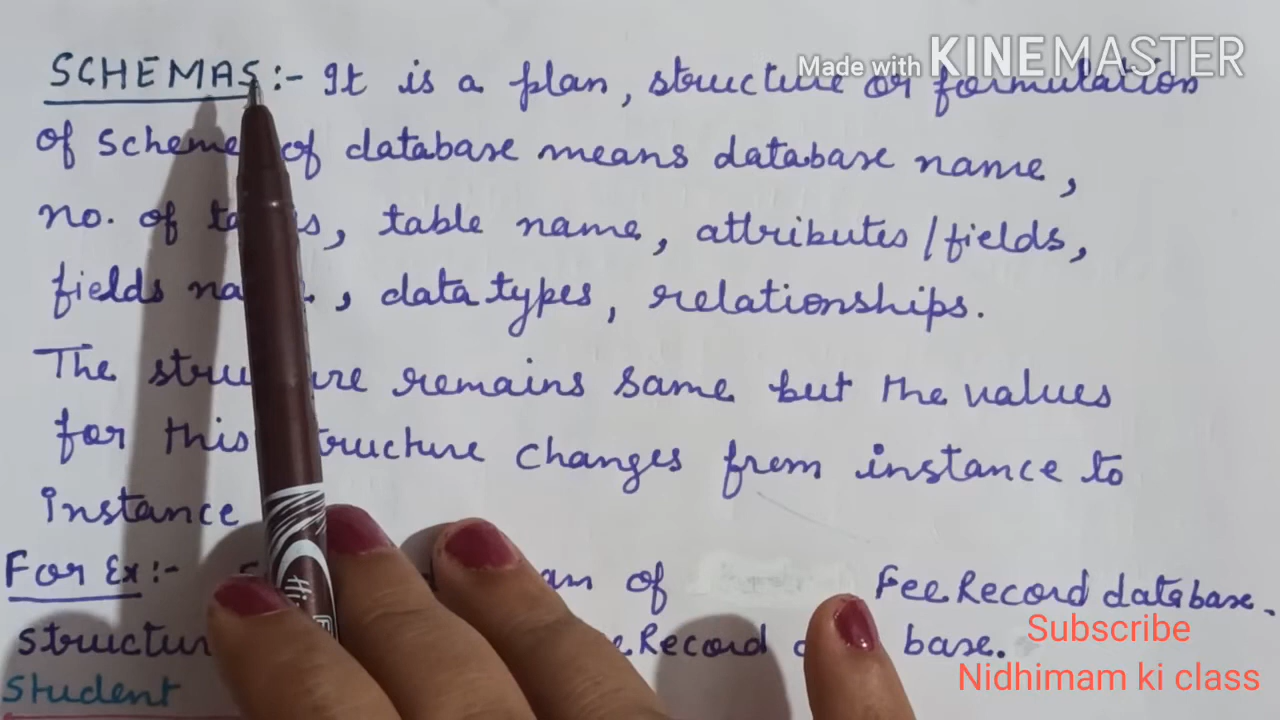 Made with KINEMASTER
SCHEMAS :- It is a plan, structure or formulation
of scheme of database means database name,
no. of , table name, attributes/fields,
fields , data types, relationships.
The structure remains same but the values
for this structure changes from instance to
instance
For Ex :- of Fee Record database.
Record base.
Subscribe
Nidhimam ki class
Student